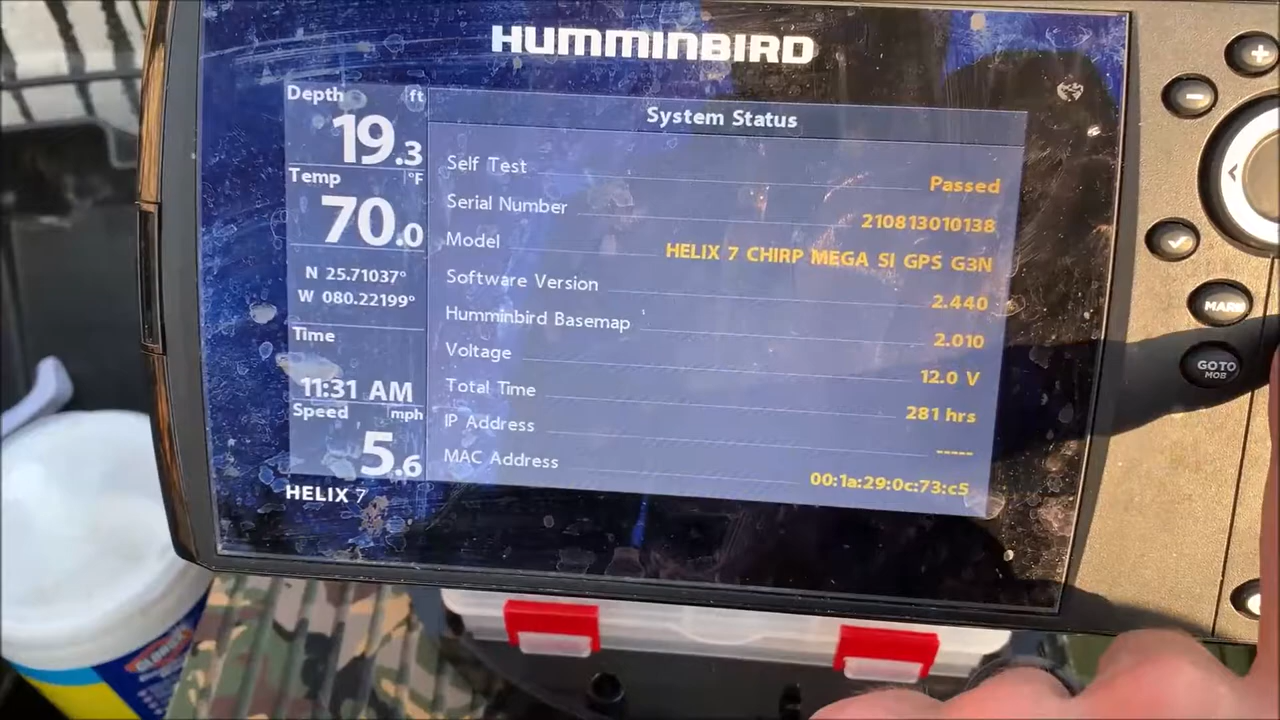 HUMMINBIRD
Depth ft
19.3
Temp °F
70.0
N 25.71037°
W 080.22199°
Time
11:31 AM
Speed mph
5.6
HELIX 7
System Status
Self Test Passed
Serial Number 210813010138
Model HELIX 7 CHIRP MEGA SI GPS G3N
Software Version 2.440
Humminbird Basemap 2.010
Voltage 12.0 V
Total Time 281 hrs
IP Address -----
MAC Address 00:1a:29:0c:73:c5
+
-
MARK
GO TO
MOB
CLOROX